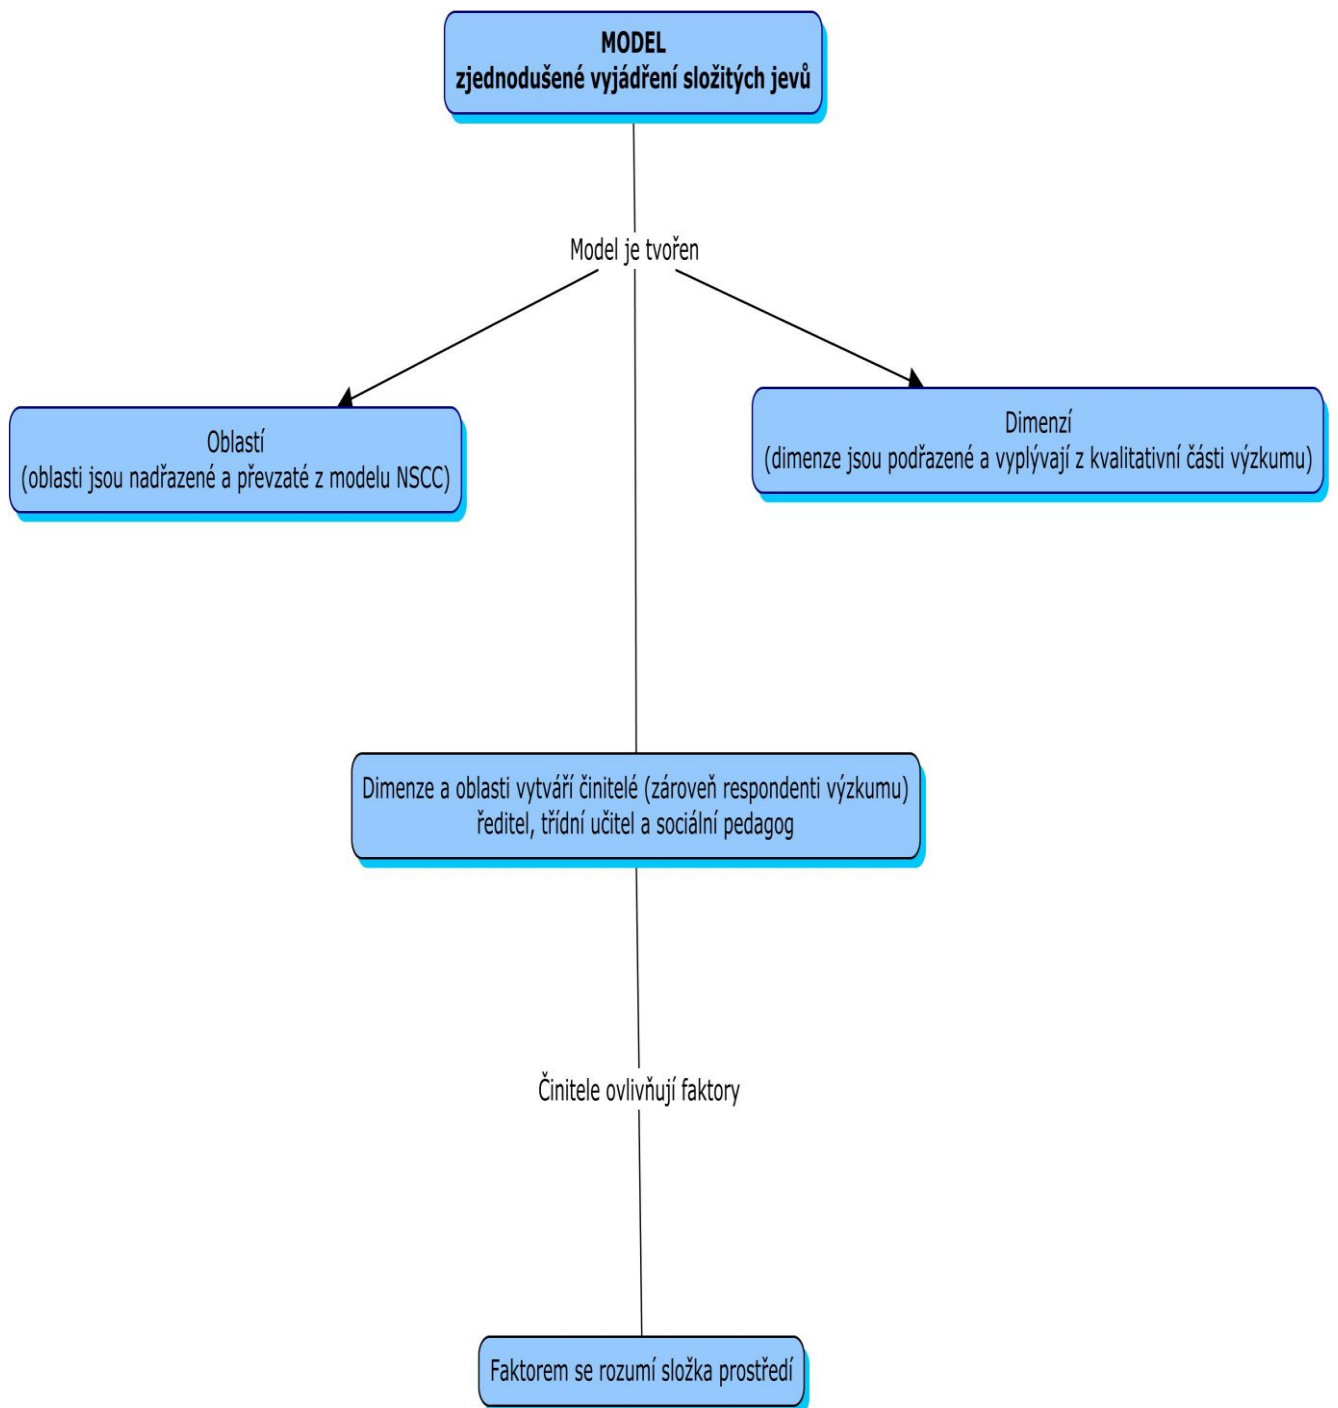 MODEL
zjednodušené vyjádření složitých jevů
Model je tvořen
Oblastí
(oblasti jsou nadřazené a převzaté z modelu NSCC)
Dimenzí
(dimenze jsou podřazené a vyplývají z kvalitativní části výzkumu)
Dimenze a oblasti vytváří činitelé (zároveň respondenti výzkumu)
ředitel, třídní učitel a sociální pedagog
Činitele ovlivňují faktory
Faktorem se rozumí složka prostředí